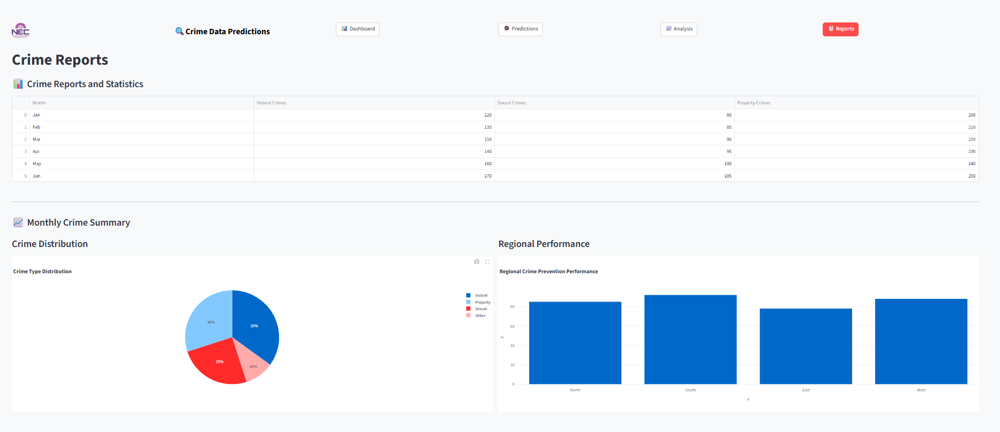 NEC
Crime Data Predictions
Dashboard
Predictions
Analysis
Reports
Crime Reports
Crime Reports and Statistics
Month Violent Crimes Sexual Crimes Property Crimes
0 Jan 120 80 200
1 Feb 135 85 210
2 Mar 150 90 220
3 Apr 140 95 230
4 May 160 100 240
5 Jun 170 105 250
Monthly Crime Summary
Crime Distribution
Crime Type Distribution
30%
35%
25%
10%
Violent
Property
Sexual
Other
Regional Performance
Regional Crime Prevention Performance
80
60
40
20
0
y
North South East West
x